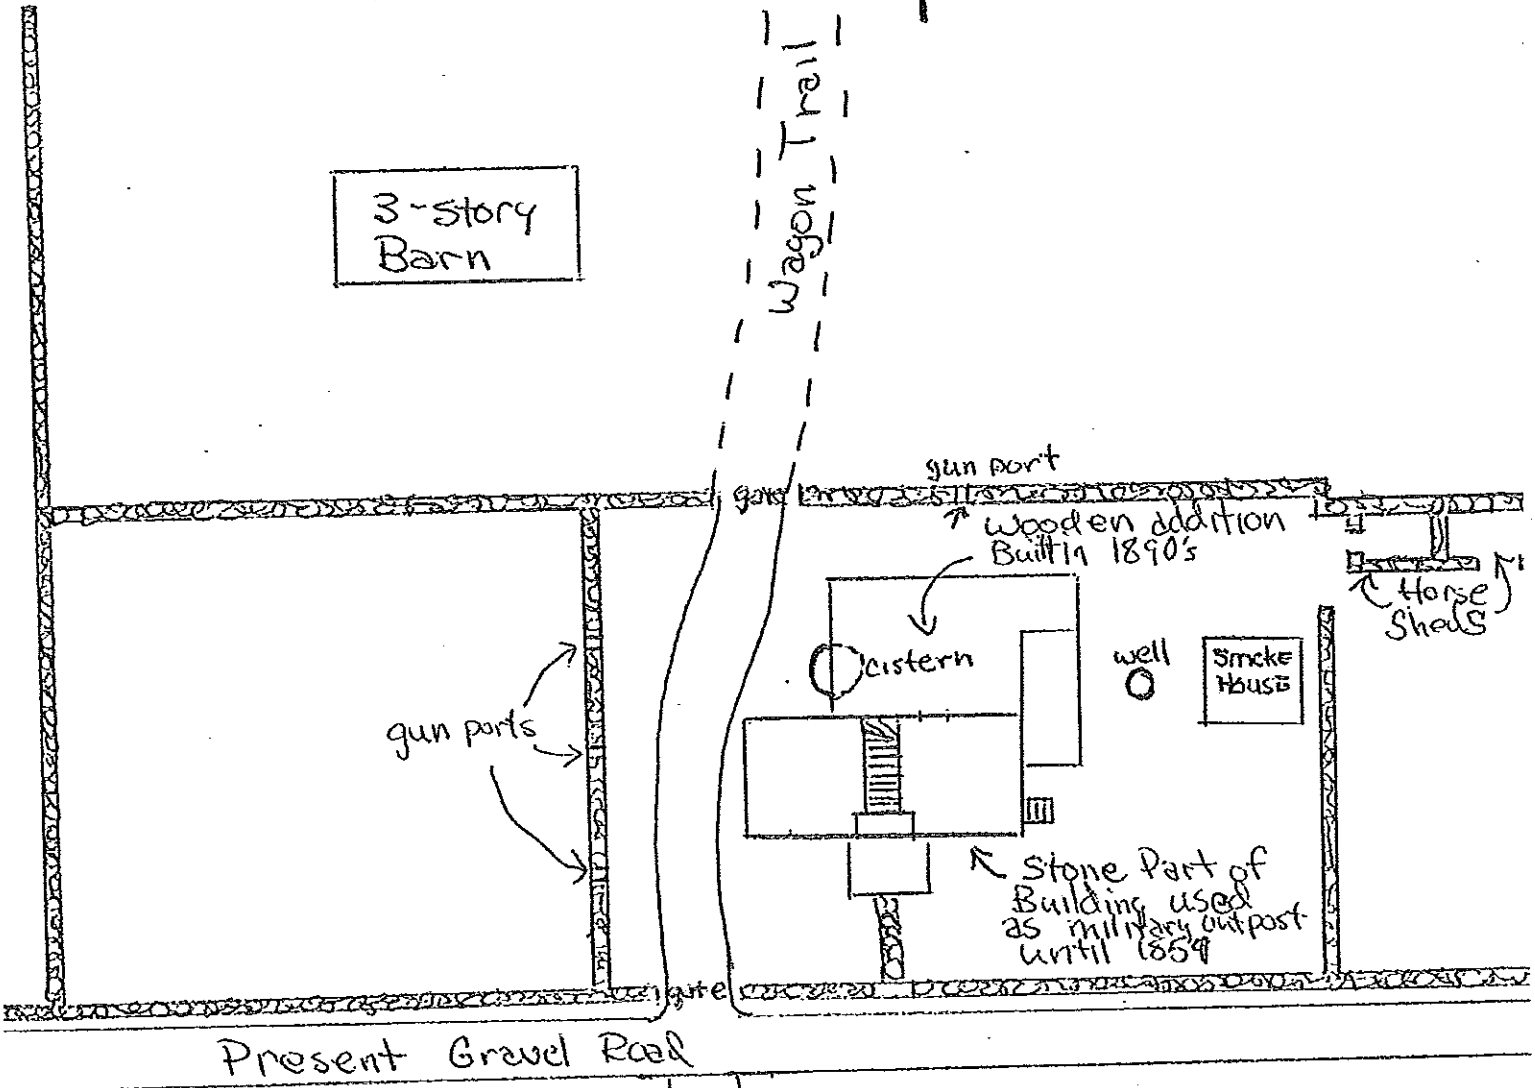 Wagon Trail
3-story
Barn
gun port
gate
Wooden addition
Built in 1890's
Horse
Sheds
cistern
well
Smoke
House
gun ports
Stone Part of
Building used
as military outpost
until 1859
gate
Present Gravel Road